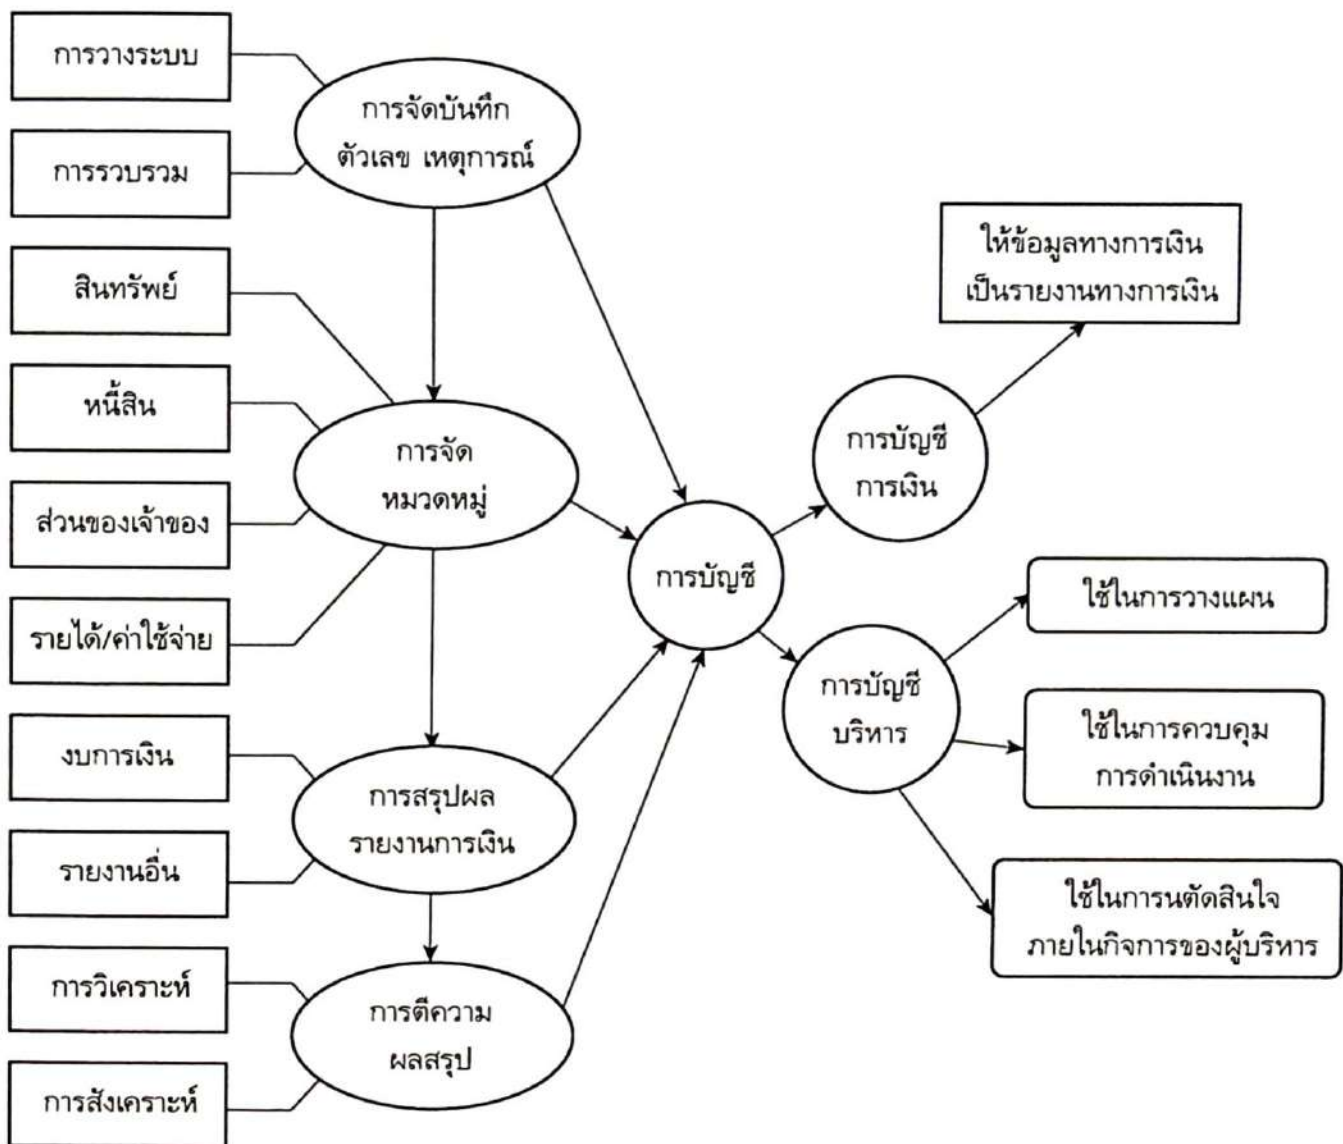 การวางระบบ
การรวบรวม
สินทรัพย์
หนี้สิน
ส่วนของเจ้าของ
รายได้/ค่าใช้จ่าย
งบการเงิน
รายงานอื่น
การวิเคราะห์
การสังเคราะห์
การจัดบันทึก
ตัวเลข เหตุการณ์
การจัด
หมวดหมู่
การสรุปผล
รายงานการเงิน
การตีความ
ผลสรุป
การบัญชี
การบัญชี
การเงิน
การบัญชี
บริหาร
ให้ข้อมูลทางการเงิน
เป็นรายงานทางการเงิน
ใช้ในการวางแผน
ใช้ในการควบคุม
การดำเนินงาน
ใช้ในการนตัดสินใจ
ภายในกิจการของผู้บริหาร